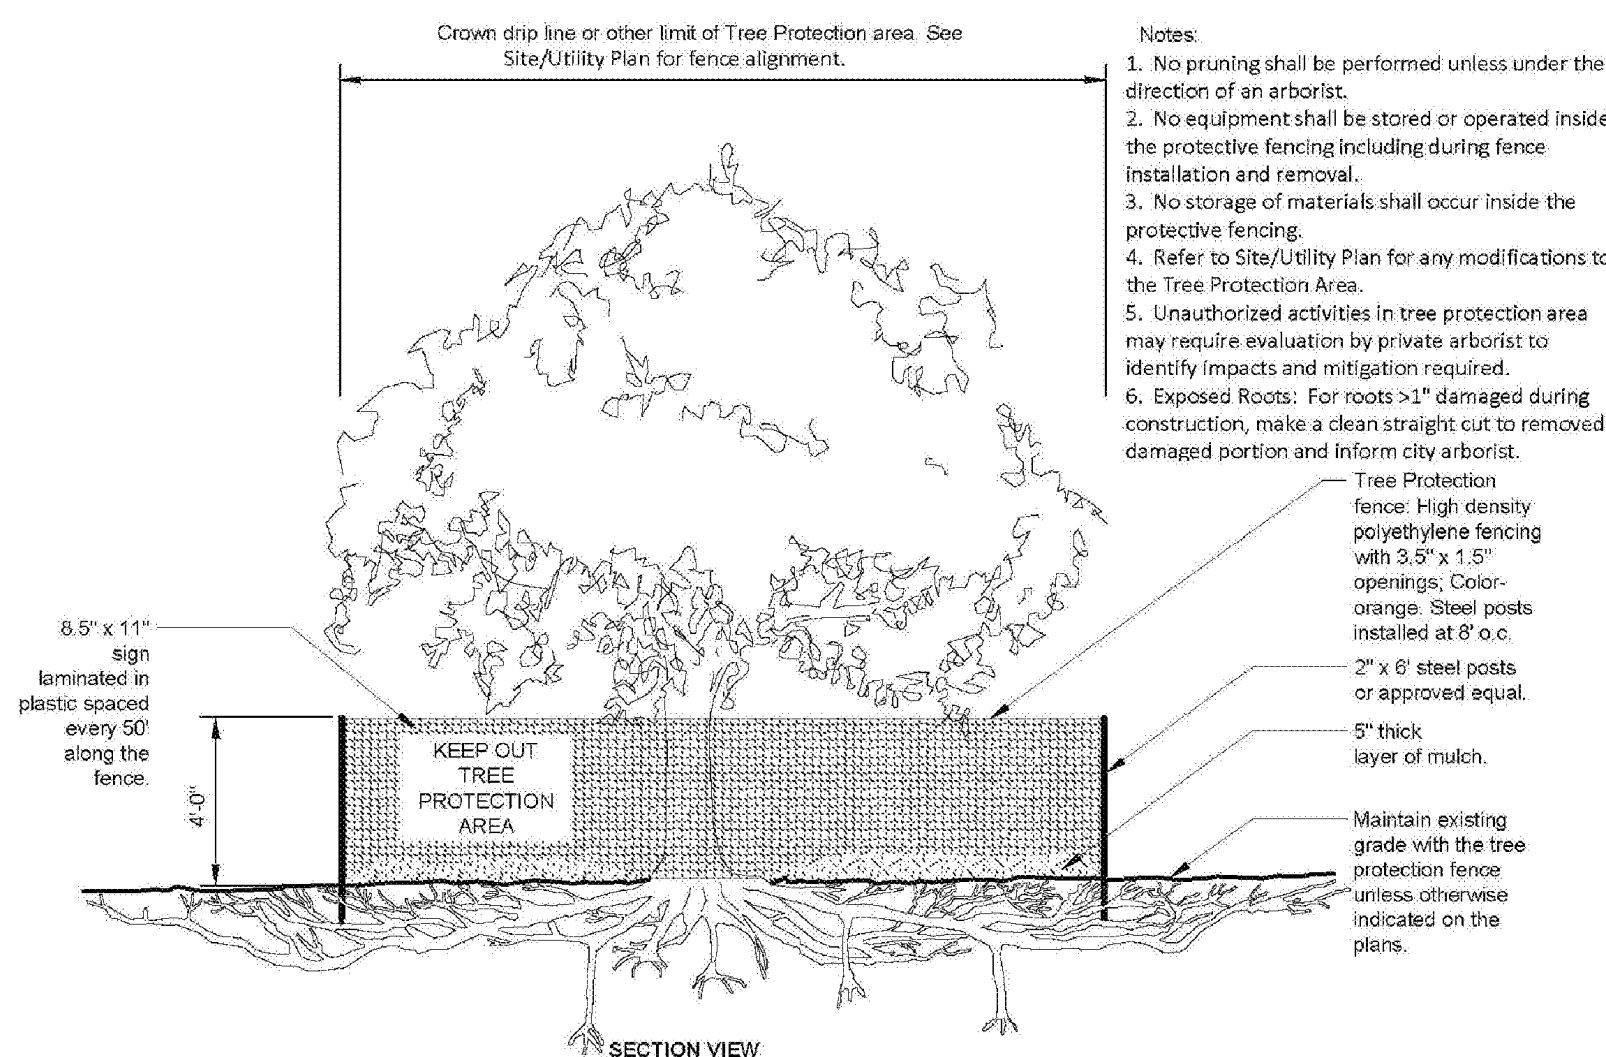 Crown drip line or other limit of Tree Protection area. See
Site/Utility Plan for fence alignment.
Notes:
1. No pruning shall be performed unless under the
direction of an arborist.
2. No equipment shall be stored or operated inside
the protective fencing including during fence
installation and removal.
3. No storage of materials shall occur inside the
protective fencing.
4. Refer to Site/Utility Plan for any modifications to
the Tree Protection Area.
5. Unauthorized activities in tree protection area
may require evaluation by private arborist to
identify impacts and mitigation required.
6. Exposed Roots: For roots >1" damaged during
construction, make a clean straight cut to removed
damaged portion and inform city arborist.
Tree Protection
fence: High density
polyethylene fencing
with 3.5" x 1.5"
openings; Color-
orange. Steel posts
installed at 8' o.c.
2" x 6' steel posts
or approved equal.
5" thick
layer of mulch.
Maintain existing
grade with the tree
protection fence
unless otherwise
indicated on the
plans.
8.5" x 11"
sign
laminated in
plastic spaced
every 50'
along the
fence.
4'-0"
KEEP OUT
TREE
PROTECTION
AREA
SECTION VIEW